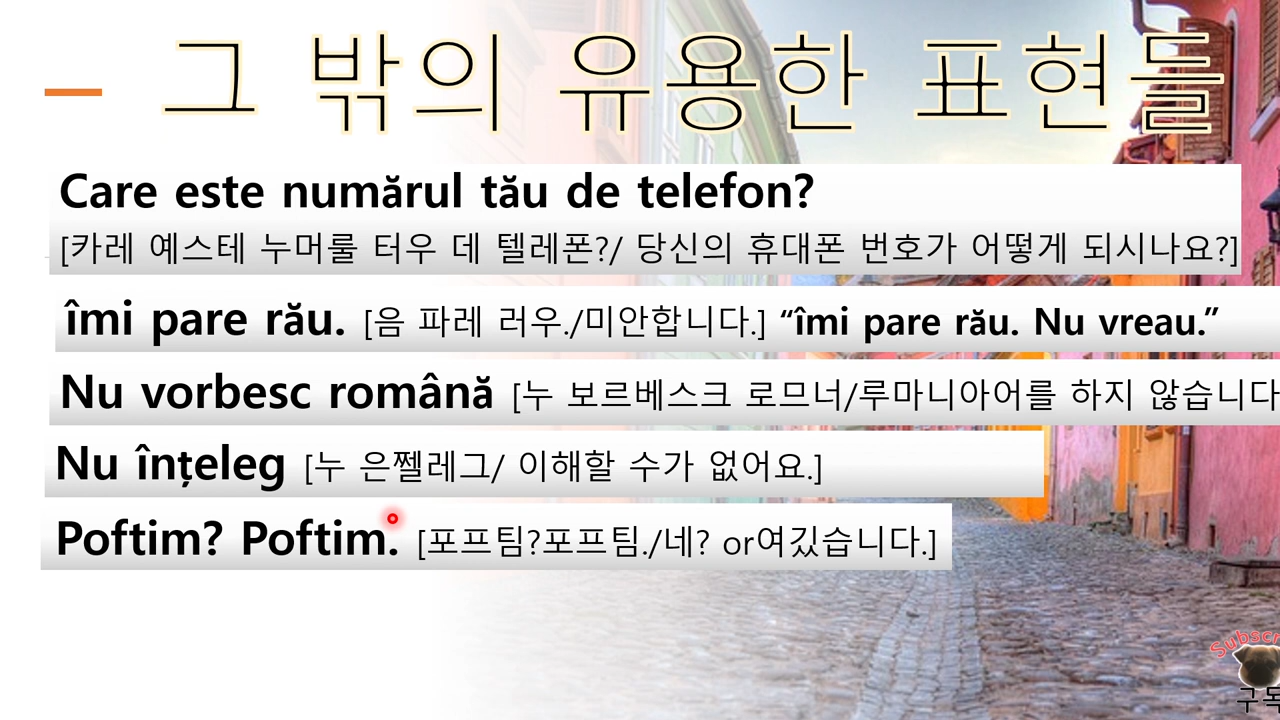 그 밖의 유용한 표현들
Care este numărul tău de telefon?
[카레 예스테 누머룰 터우 데 텔레폰?/ 당신의 휴대폰 번호가 어떻게 되시나요?]
îmi pare rău. [음 파레 러우./미안합니다.] “îmi pare rău. Nu vreau.”
Nu vorbesc română [누 보르베스크 로므너/루마니아어를 하지 않습니다
Nu înțeleg [누 은쩰레그/ 이해할 수가 없어요.]
Poftim? Poftim. [포프팀?포프팀./네? or여깄습니다.]